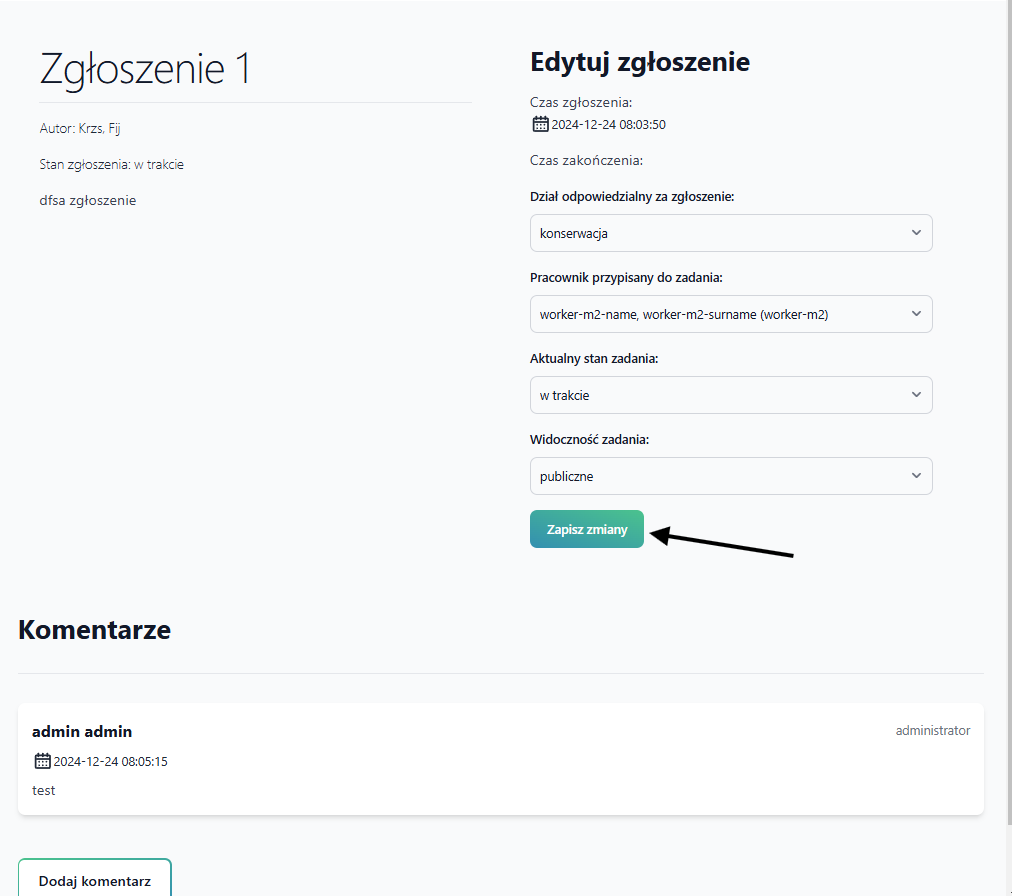 Zgłoszenie 1
Autor: Krzs, Fij
Stan zgłoszenia: w trakcie
dfsa zgłoszenie
Edytuj zgłoszenie
Czas zgłoszenia:
2024-12-24 08:03:50
Czas zakończenia:
Dział odpowiedzialny za zgłoszenie:
konserwacja
Pracownik przypisany do zadania:
worker-m2-name, worker-m2-surname (worker-m2)
Aktualny stan zadania:
w trakcie
Widoczność zadania:
publiczne
Zapisz zmiany
Komentarze
admin admin
administrator
2024-12-24 08:05:15
test
Dodaj komentarz